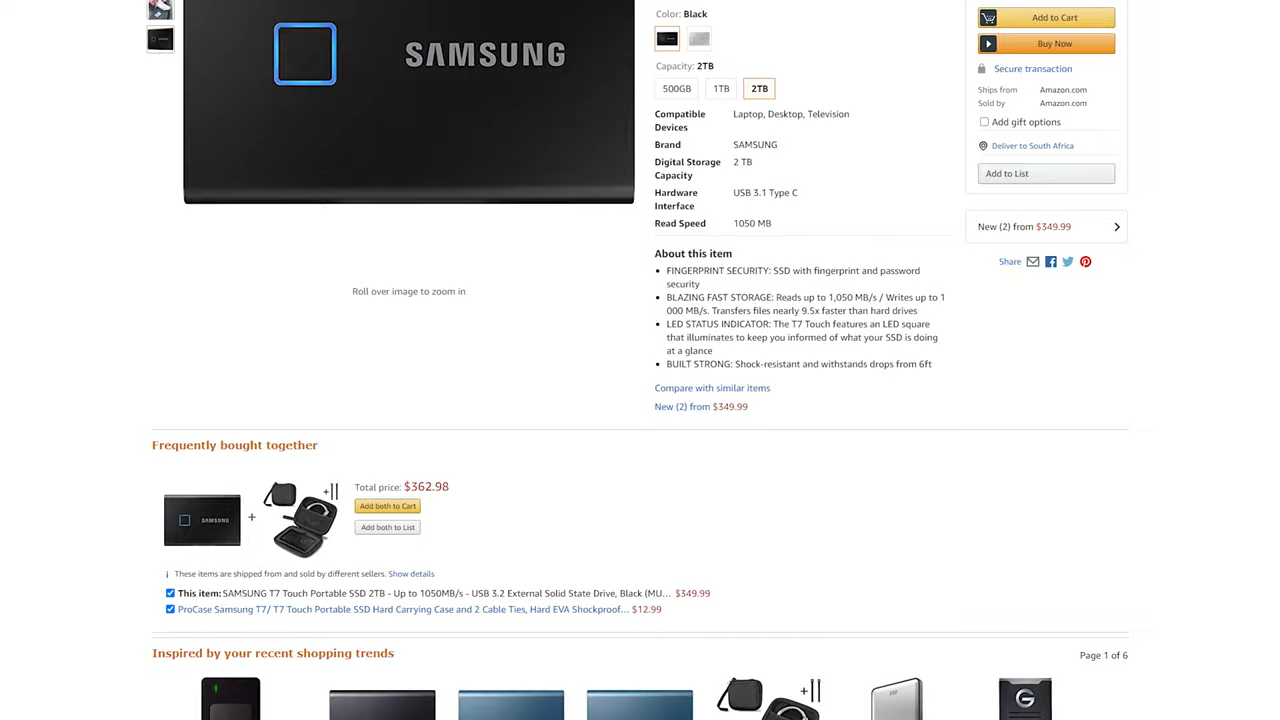 SAMSUNG
Color: Black
Capacity: 2TB
500GB
1TB
2TB
Compatible Devices
Laptop, Desktop, Television
Brand
SAMSUNG
Digital Storage Capacity
2 TB
Hardware Interface
USB 3.1 Type C
Read Speed
1050 MB
About this item
FINGERPRINT SECURITY: SSD with fingerprint and password
security
BLAZING FAST STORAGE: Reads up to 1,050 MB/s / Writes up to 1
000 MB/s. Transfers files nearly 9.5x faster than hard drives
LED STATUS INDICATOR: The T7 Touch features an LED square
that illuminates to keep you informed of what your SSD is doing
at a glance
BUILT STRONG: Shock-resistant and withstands drops from 6ft
Compare with similar items
New (2) from $349.99
Roll over image to zoom in
Add to Cart
Buy Now
Secure transaction
Ships from Amazon.com
Sold by Amazon.com
Add gift options
Deliver to South Africa
Add to List
New (2) from $349.99
Share
Frequently bought together
SAMSUNG
+
Total price: $362.98
Add both to Cart
Add both to List
i These items are shipped from and sold by different sellers. Show details
This item: SAMSUNG T7 Touch Portable SSD 2TB - Up to 1050MB/s - USB 3.2 External Solid State Drive, Black (MU... $349.99
ProCase Samsung T7/ T7 Touch Portable SSD Hard Carrying Case and 2 Cable Ties, Hard EVA Shockproof... $12.99
Inspired by your recent shopping trends
Page 1 of 6
+
G